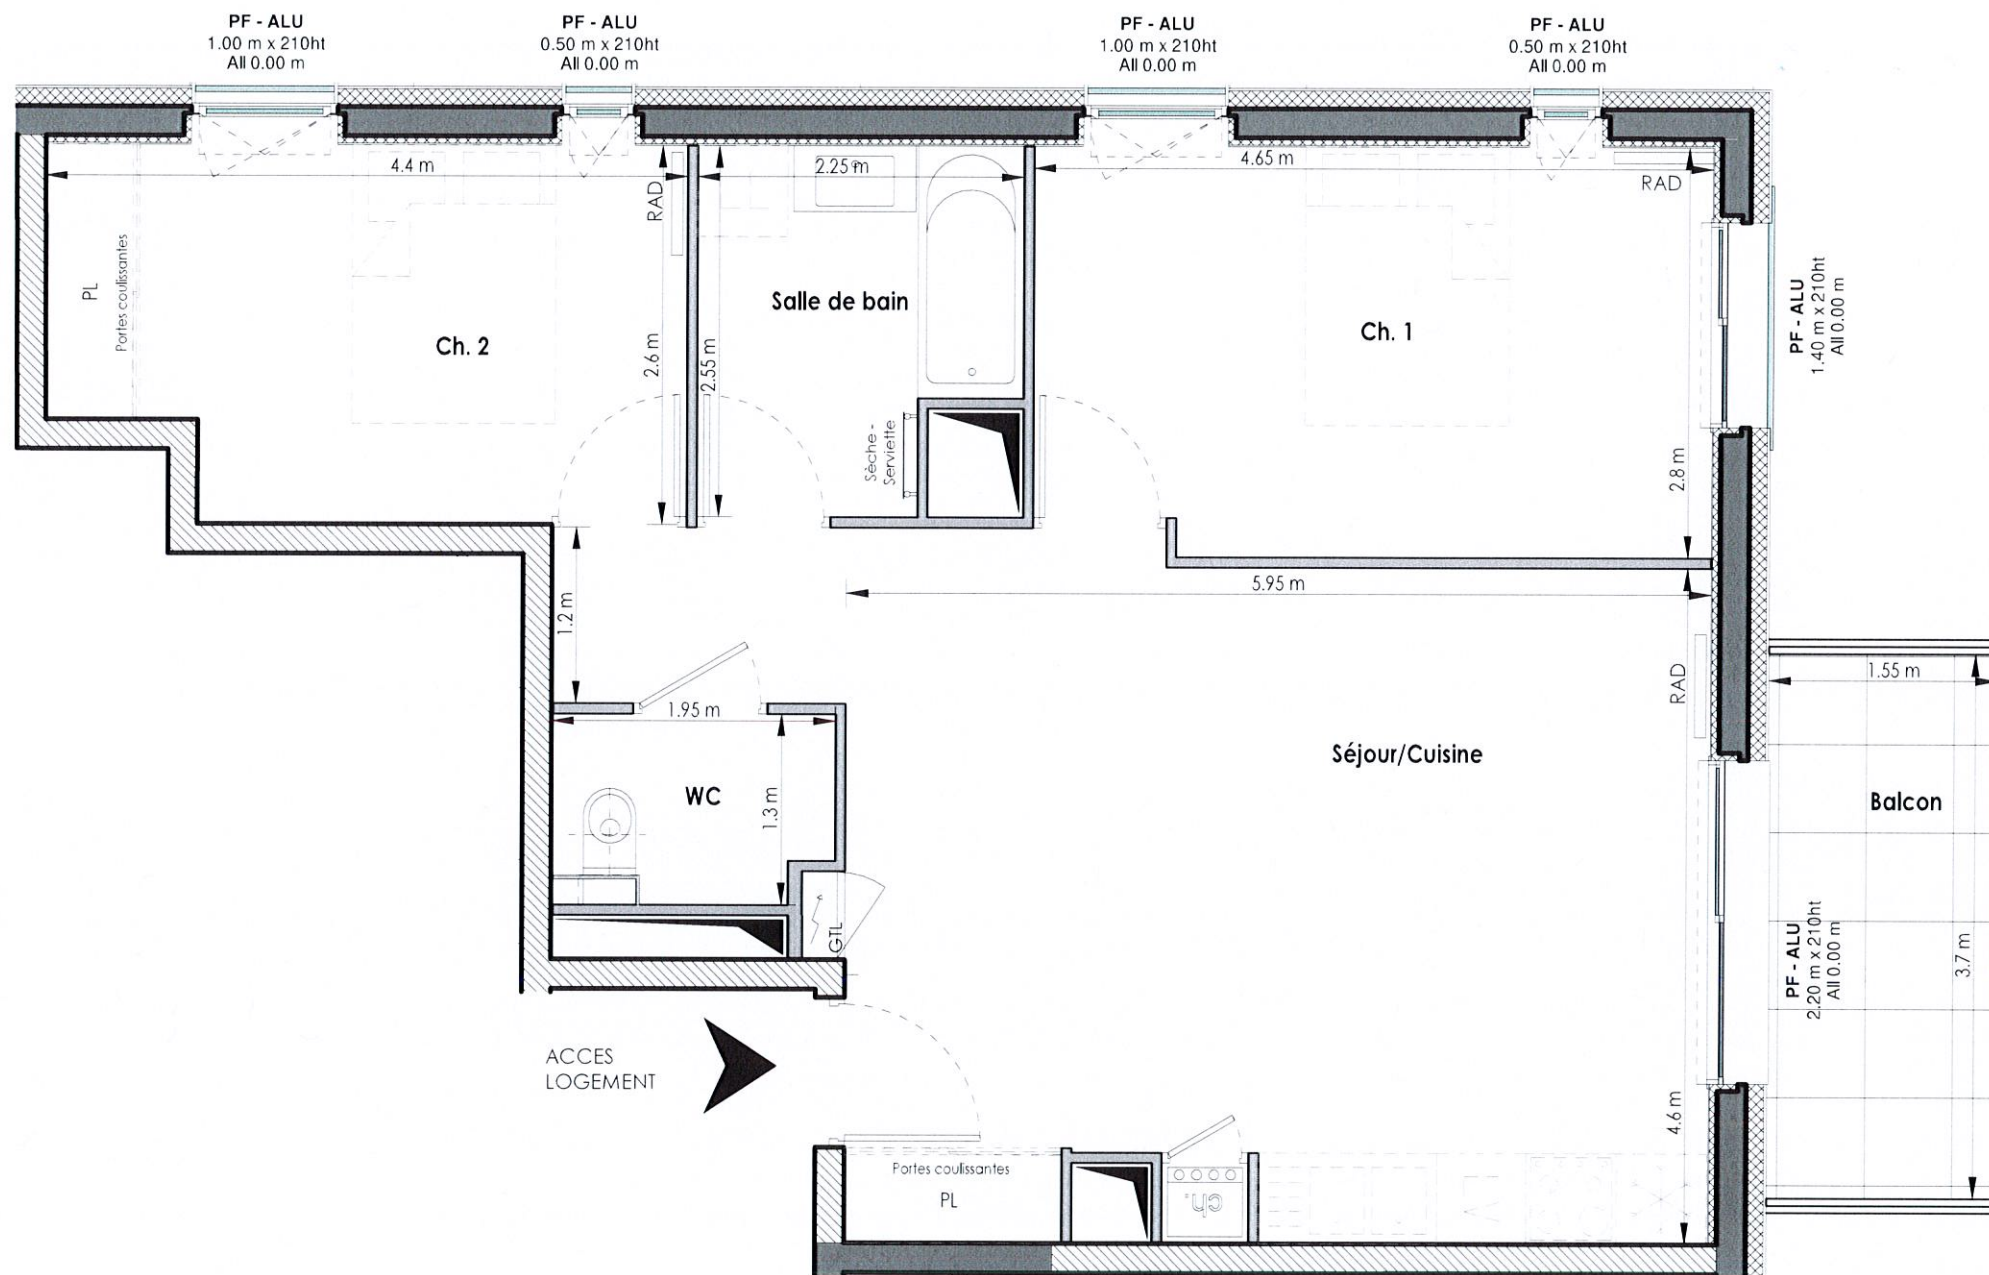 PF - ALU
1.00 m x 210ht
All 0.00 m
PF - ALU
0.50 m x 210ht
All 0.00 m
PF - ALU
1.00 m x 210ht
All 0.00 m
PF - ALU
0.50 m x 210ht
All 0.00 m
4.4 m
2.25 m
4.65 m
RAD
RAD
PL
Portes coulissantes
Ch. 2
2.6 m
2.55 m
Salle de bain
Sèche -
Serviette
Ch. 1
2.8 m
PF - ALU
1.40 m x 210ht
All 0.00 m
1.2 m
5.95 m
RAD
1.55 m
1.95 m
WC
1.3 m
GTL
Séjour/Cuisine
Balcon
PF - ALU
2.20 m x 210ht
All 0.00 m
3.7 m
ACCES
LOGEMENT
4.6 m
Portes coulissantes
PL
ch.